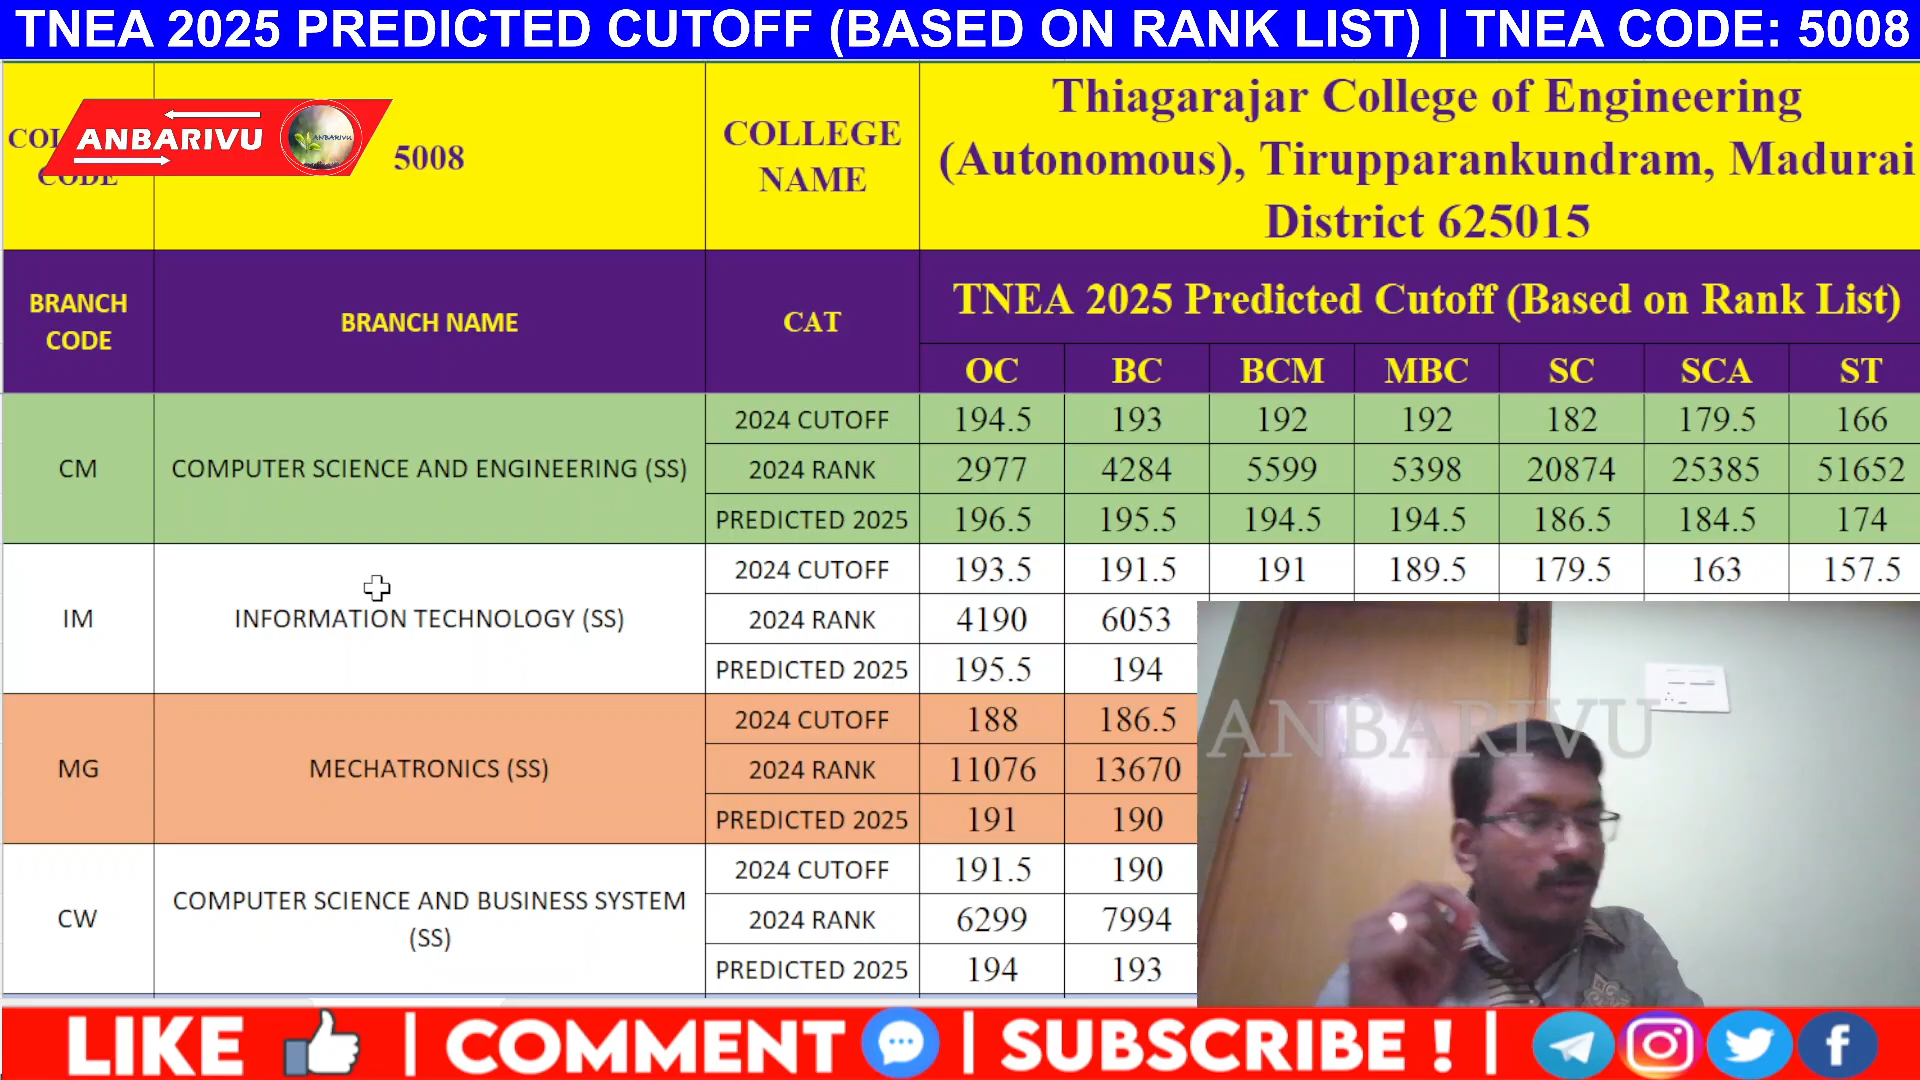 TNEA 2025 PREDICTED CUTOFF (BASED ON RANK LIST) | TNEA CODE: 5008
ANBARIVU
ANBARIVU
CODE
5008
COLLEGE NAME
Thiagarajar College of Engineering
(Autonomous), Tirupparankundram, Madurai
District 625015
BRANCH CODE
BRANCH NAME
CAT
TNEA 2025 Predicted Cutoff (Based on Rank List)
OC BC BCM MBC SC SCA ST
CM
COMPUTER SCIENCE AND ENGINEERING (SS)
2024 CUTOFF 194.5 193 192 192 182 179.5 166
2024 RANK 2977 4284 5599 5398 20874 25385 51652
PREDICTED 2025 196.5 195.5 194.5 194.5 186.5 184.5 174
IM
INFORMATION TECHNOLOGY (SS)
2024 CUTOFF 193.5 191.5 191 189.5 179.5 163 157.5
2024 RANK 4190 6053
PREDICTED 2025 195.5 194
MG
MECHATRONICS (SS)
2024 CUTOFF 188 186.5
2024 RANK 11076 13670
PREDICTED 2025 191 190
CW
COMPUTER SCIENCE AND BUSINESS SYSTEM
(SS)
2024 CUTOFF 191.5 190
2024 RANK 6299 7994
PREDICTED 2025 194 193
ANBARIVU
LIKE | COMMENT | SUBSCRIBE ! |